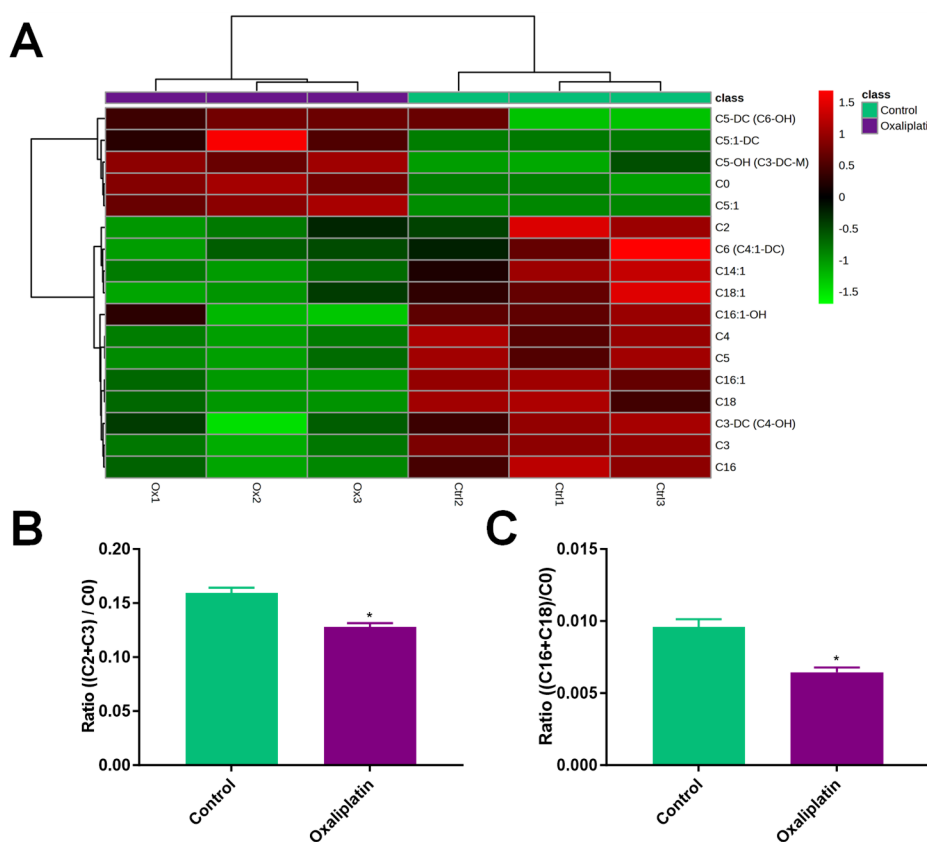 A
class
C5-DC (C6-OH)
C5:1-DC
C5-OH (C3-DC-M)
C0
C5:1
C2
C6 (C4:1-DC)
C14:1
C18:1
C16:1-OH
C4
C5
C16:1
C18
C3-DC (C4-OH)
C3
C16
Ox1
Ox2
Ox3
Ctrl2
Ctrl1
Ctrl3
1.5
1
0.5
0
-0.5
-1
-1.5
class
Control
Oxaliplatin
B
Ratio ((C2+C3) / C0)
0.20
0.15
0.10
0.05
0.00
*
Control
Oxaliplatin
C
Ratio ((C16+C18)/C0)
0.015
0.010
0.005
0.000
*
Control
Oxaliplatin